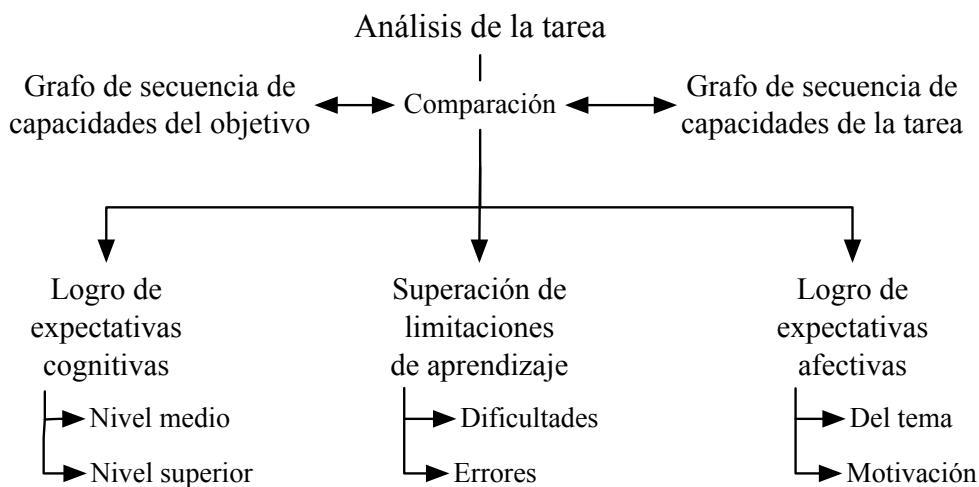 Análisis de la tarea
Grafo de secuencia de
capacidades del objetivo
Comparación
Grafo de secuencia de
capacidades de la tarea
Logro de
expectativas
cognitivas
Nivel medio
Nivel superior
Superación de
limitaciones
de aprendizaje
Dificultades
Errores
Logro de
expectativas
afectivas
Del tema
Motivación